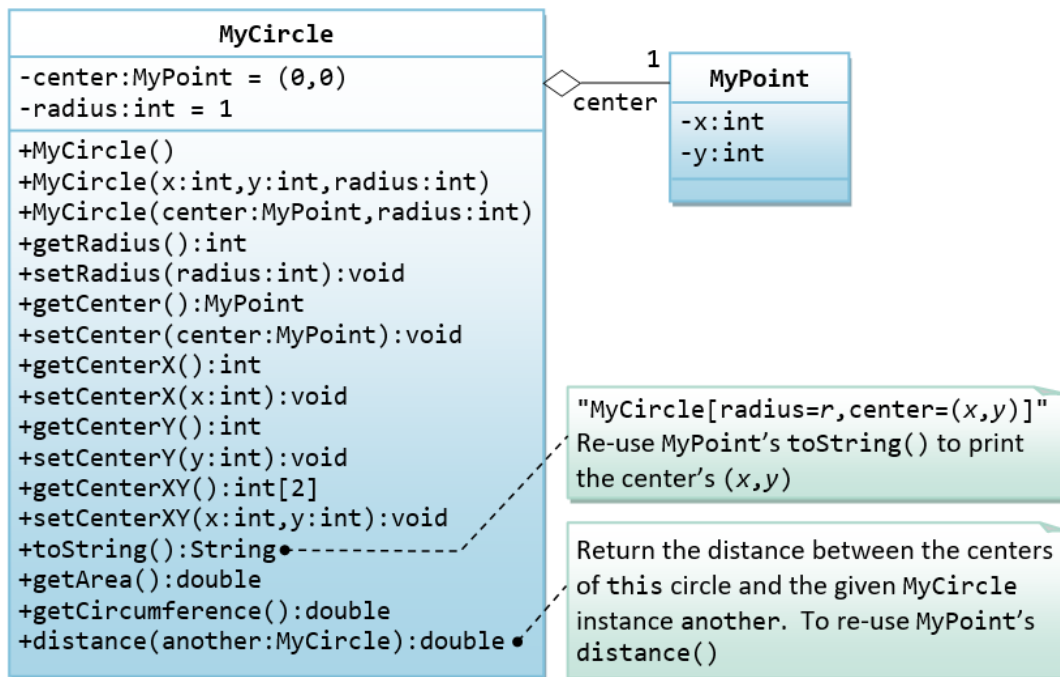 MyCircle
-center:MyPoint = (0,0)
-radius:int = 1
+MyCircle()
+MyCircle(x:int,y:int,radius:int)
+MyCircle(center:MyPoint,radius:int)
+getRadius():int
+setRadius(radius:int):void
+getCenter():MyPoint
+setCenter(center:MyPoint):void
+getCenterX():int
+setCenterX(x:int):void
+getCenterY():int
+setCenterY(y:int):void
+getCenterXY():int[2]
+setCenterXY(x:int,y:int):void
+toString():String
+getArea():double
+getCircumference():double
+distance(another:MyCircle):double
1
center
MyPoint
-x:int
-y:int
"MyCircle[radius=r,center=(x,y)]"
Re-use MyPoint's toString() to print
the center's (x,y)
Return the distance between the centers
of this circle and the given MyCircle
instance another. To re-use MyPoint's
distance()